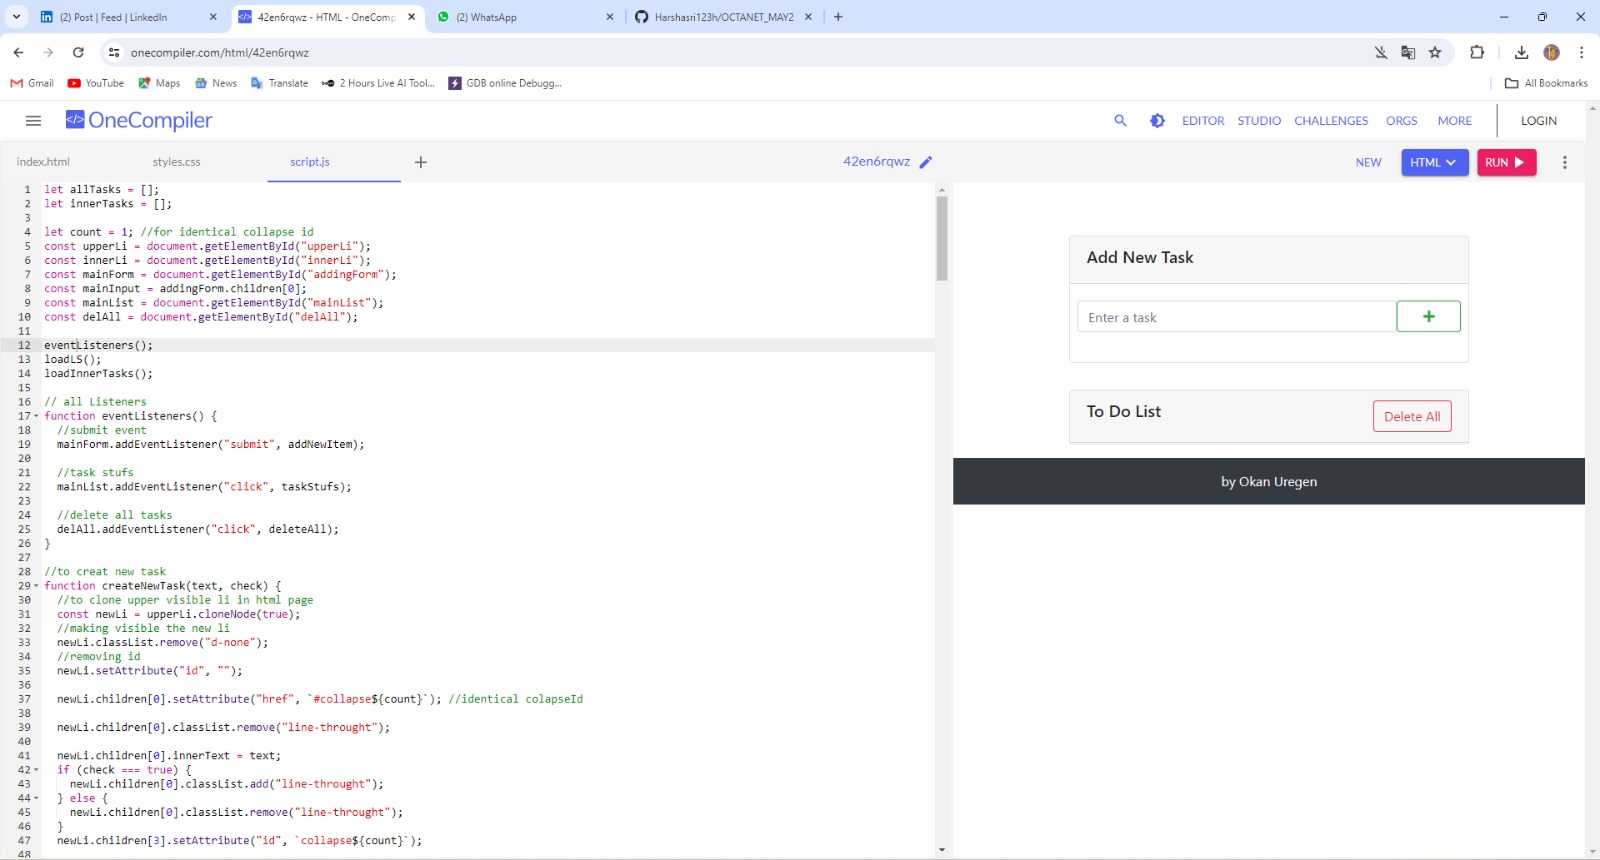 (2) Post | Feed | LinkedIn
42en6rqwz - HTML - OneComp
(2) WhatsApp
Harshasri123h/OCTANET_MAY2
onecompiler.com/html/42en6rqwz
Gmail
YouTube
Maps
News
Translate
2 Hours Live AI Tool...
GDB online Debugg...
All Bookmarks
OneCompiler
EDITOR
STUDIO
CHALLENGES
ORGS
MORE
LOGIN
index.html
styles.css
script.js
42en6rqwz
NEW
HTML
RUN
1 let allTasks = [];
2 let innerTasks = [];
3
4 let count = 1; //for identical collapse id
5 const upperLi = document.getElementById("upperLi");
6 const innerLi = document.getElementById("innerLi");
7 const mainForm = document.getElementById("addingForm");
8 const mainInput = addingForm.children[0];
9 const mainList = document.getElementById("mainList");
10 const delAll = document.getElementById("delAll");
11
12 eventListeners();
13 loadLS();
14 loadInnerTasks();
15
16 // all Listeners
17 function eventListeners() {
18 //submit event
19 mainForm.addEventListener("submit", addNewItem);
20
21 //task stufs
22 mainList.addEventListener("click", taskStufs);
23
24 //delete all tasks
25 delAll.addEventListener("click", deleteAll);
26 }
27
28 //to creat new task
29 function createNewTask(text, check) {
30 //to clone upper visible li in html page
31 const newLi = upperLi.cloneNode(true);
32 //making visible the new li
33 newLi.classList.remove("d-none");
34 //removing id
35 newLi.setAttribute("id", "");
36
37 newLi.children[0].setAttribute("href", `#collapse${count}`); //identical colapseId
38
39 newLi.children[0].classList.remove("line-throught");
40
41 newLi.children[0].innerText = text;
42 if (check === true) {
43 newLi.children[0].classList.add("line-throught");
44 } else {
45 newLi.children[0].classList.remove("line-throught");
46 }
47 newLi.children[3].setAttribute("id", `collapse${count}`);
48
Add New Task
Enter a task
+
To Do List
Delete All
by Okan Uregen